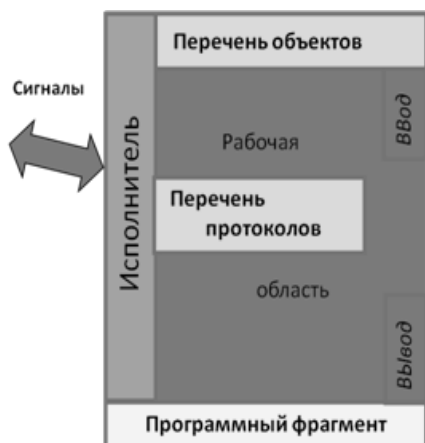 Перечень объектов
Сигналы
Исполнитель
ВВод
Рабочая
Перечень
протоколов
область
ВЫвод
Программный фрагмент